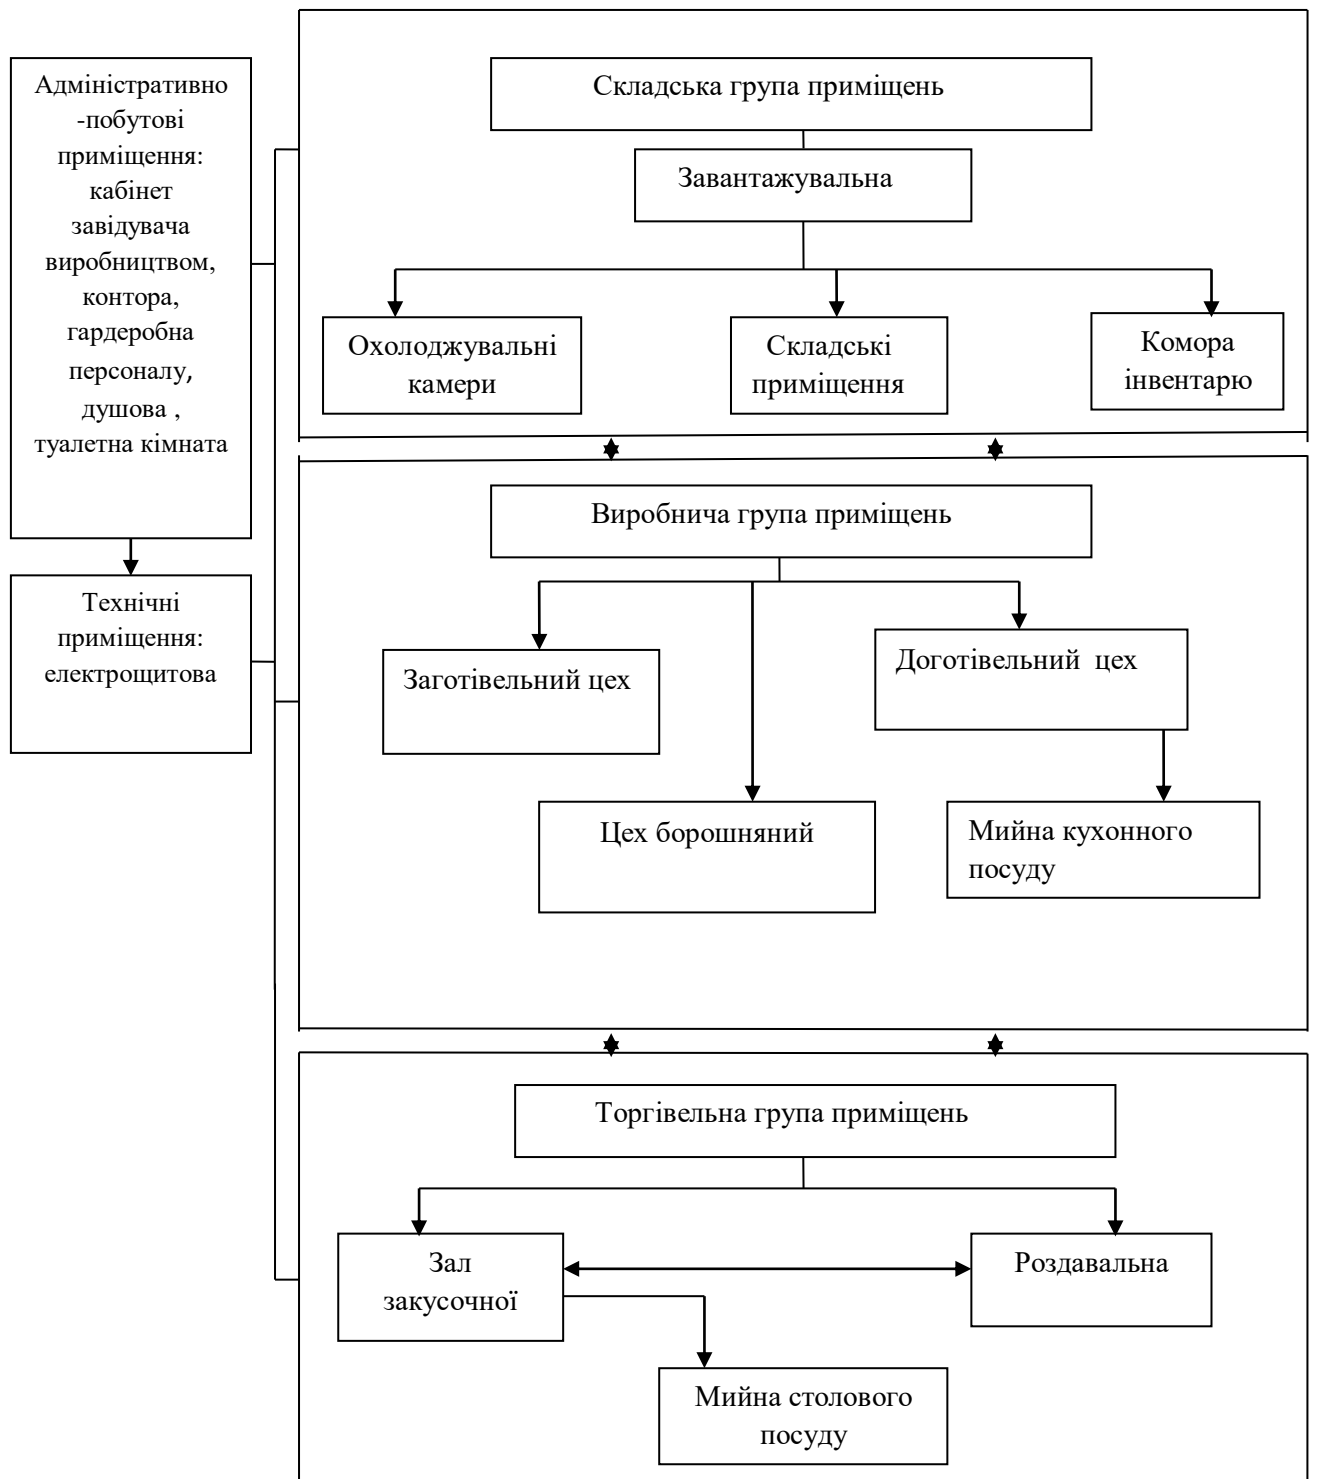 Адміністративно
-побутові
приміщення:
кабінет
завідувача
виробництвом,
контора,
гардеробна
персоналу,
душова ,
туалетна кімната
Технічні
приміщення:
електрощитова
Складська група приміщень
Завантажувальна
Охолоджувальні
камери
Складські
приміщення
Комора
інвентарю
Виробнича група приміщень
Заготівельний цех
Доготівельний  цех
Цех борошняний
Мийна кухонного
посуду
Торгівельна група приміщень
Зал
закусочної
Роздавальна
Мийна столового
посуду